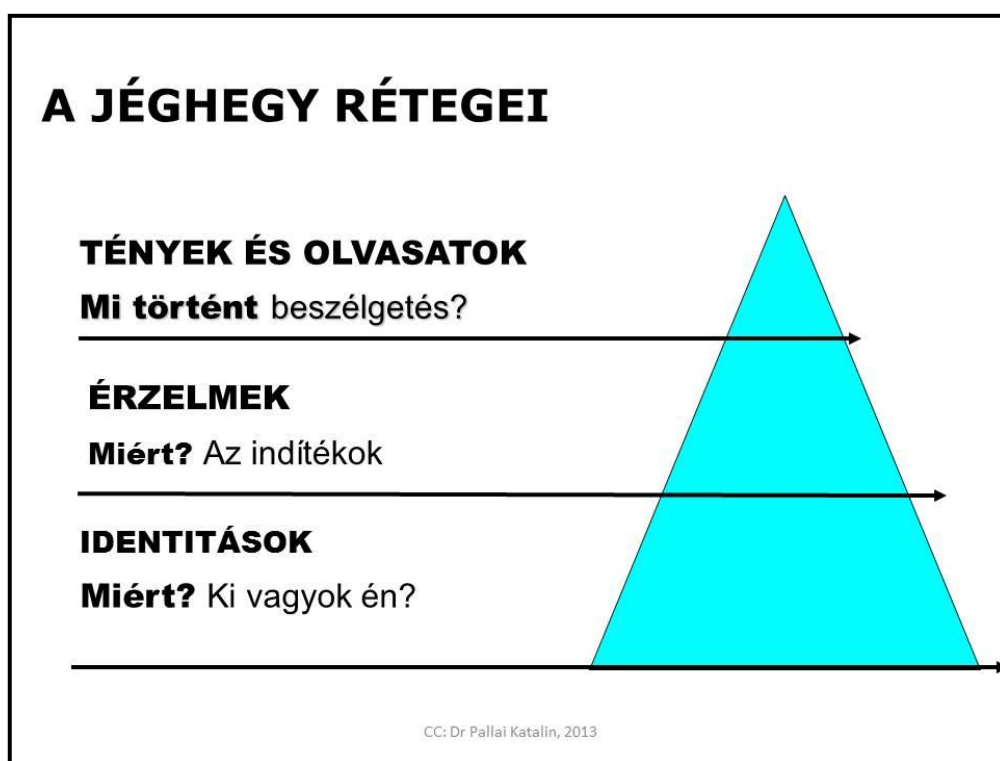 A JÉGHEGY RÉTEGEI
TÉNYEK ÉS OLVASATOK
Mi történt beszélgetés?
ÉRZELMEK
Miért? Az indítékok
IDENTITÁSOK
Miért? Ki vagyok én?
CC: Dr Pallai Katalin, 2013